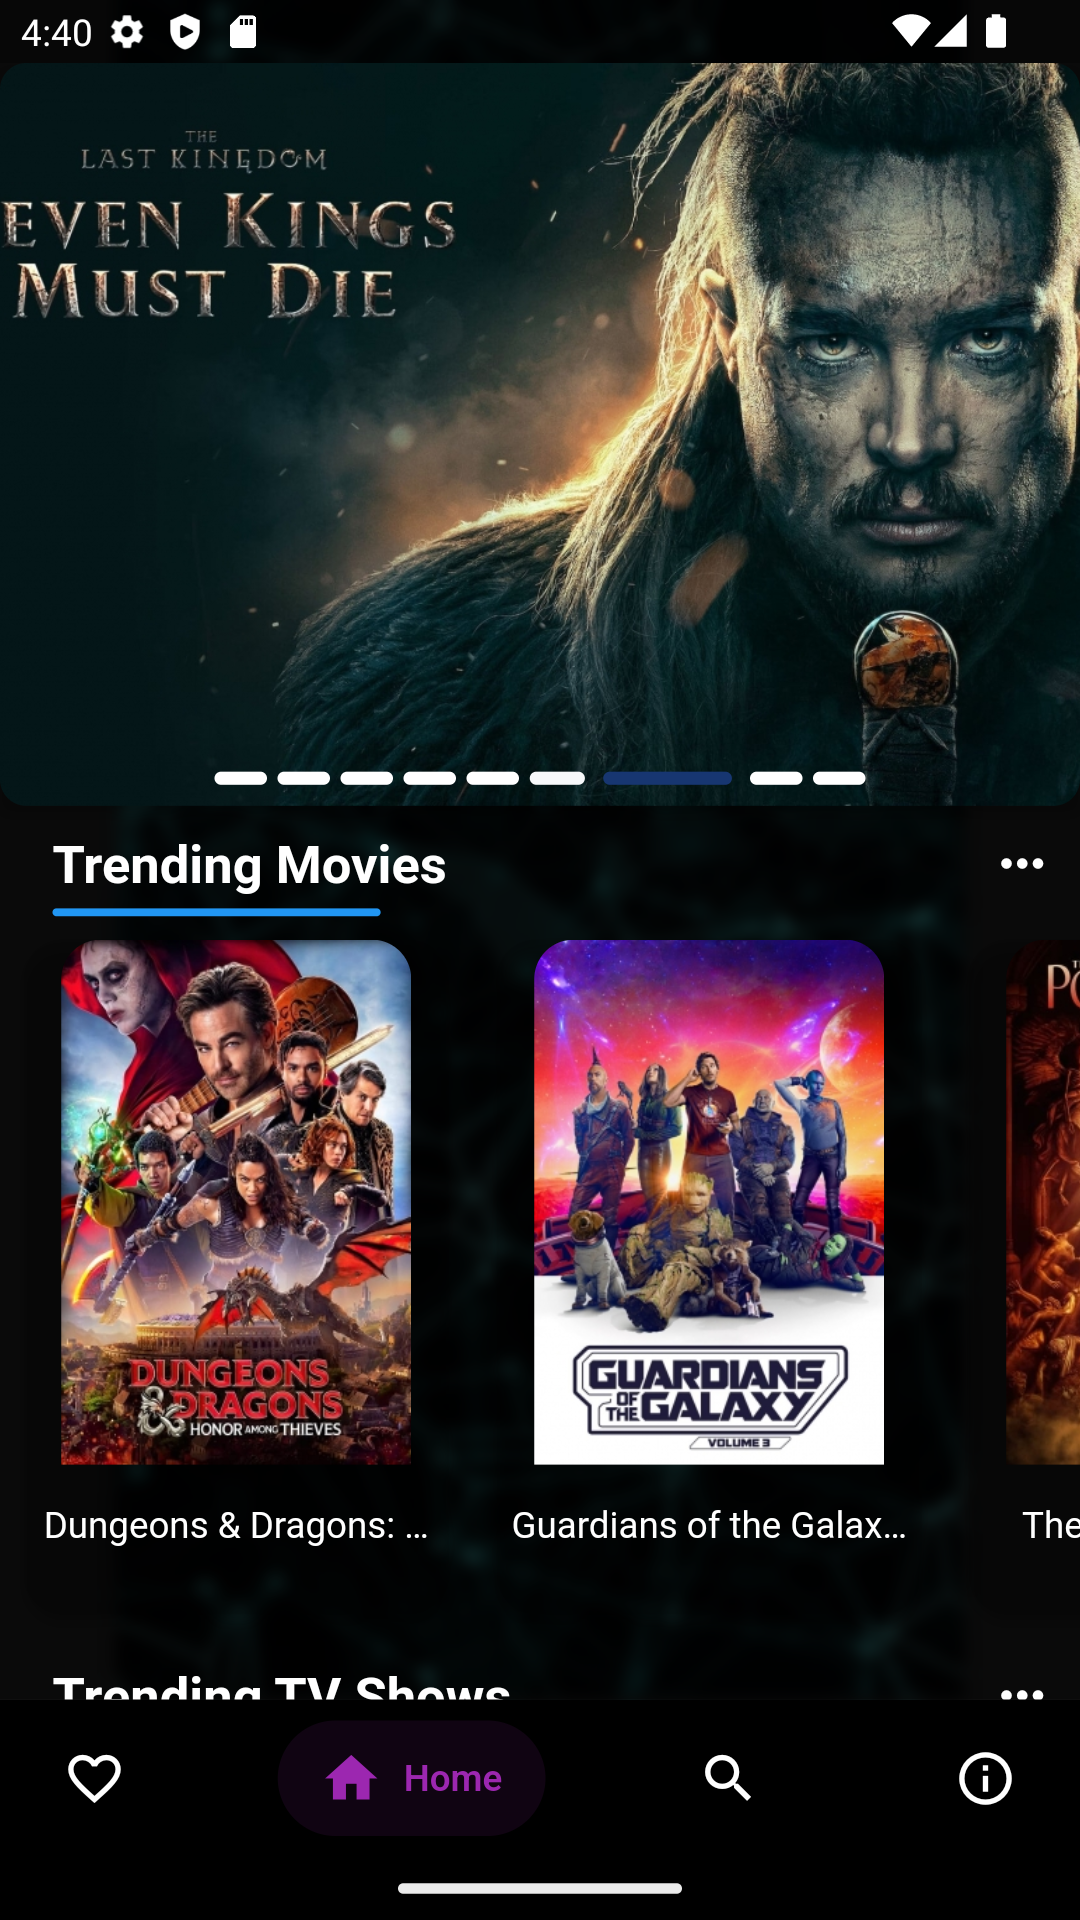 4:40
THE
LAST KINGDOM
EVEN KINGS
MUST DIE
Trending Movies
DUNGEONS
& DRAGONS
HONOR AMONG THIEVES
GUARDIANS
OF THE GALAXY
VOLUME 3
Dungeons & Dragons: ...
Guardians of the Galax...
The
Trending TV Shows
Home